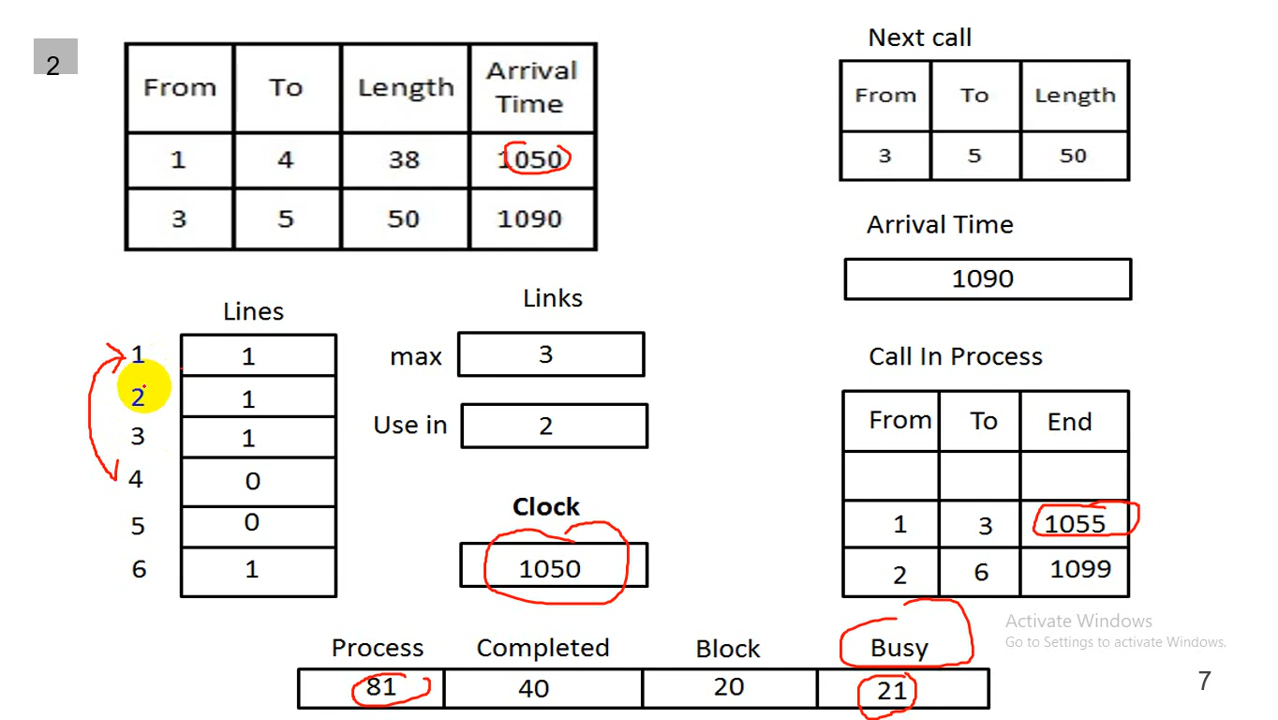 2
From To Length Arrival Time
1 4 38 1050
3 5 50 1090
Next call
From To Length
3 5 50
Arrival Time
1090
Lines
1 1
2 1
3 1
4 0
5 0
6 1
Links
max 3
Use in 2
Clock
1050
Call In Process
From To End
1 3 1055
2 6 1099
Activate Windows
Go to Settings to activate Windows.
Process Completed Block Busy
81 40 20 21
7